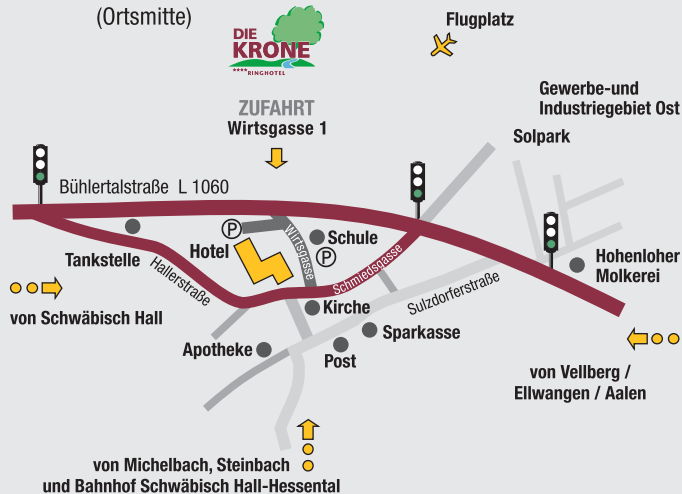 (Ortsmitte)
DIE
KRONE
****RINGHOTEL
Flugplatz
ZUFAHRT
Wirtsgasse 1
Gewerbe-und
Industriegebiet Ost
Solpark
Bühlertalstraße L 1060
P
Hotel
Wirtsgasse
Schule
P
Tankstelle
Hallerstraße
Schmiedsgasse
Sulzdorferstraße
Hohenloher
Molkerei
von Schwäbisch Hall
Kirche
Sparkasse
Apotheke
Post
von Vellberg /
Ellwangen / Aalen
von Michelbach, Steinbach
und Bahnhof Schwäbisch Hall-Hessental